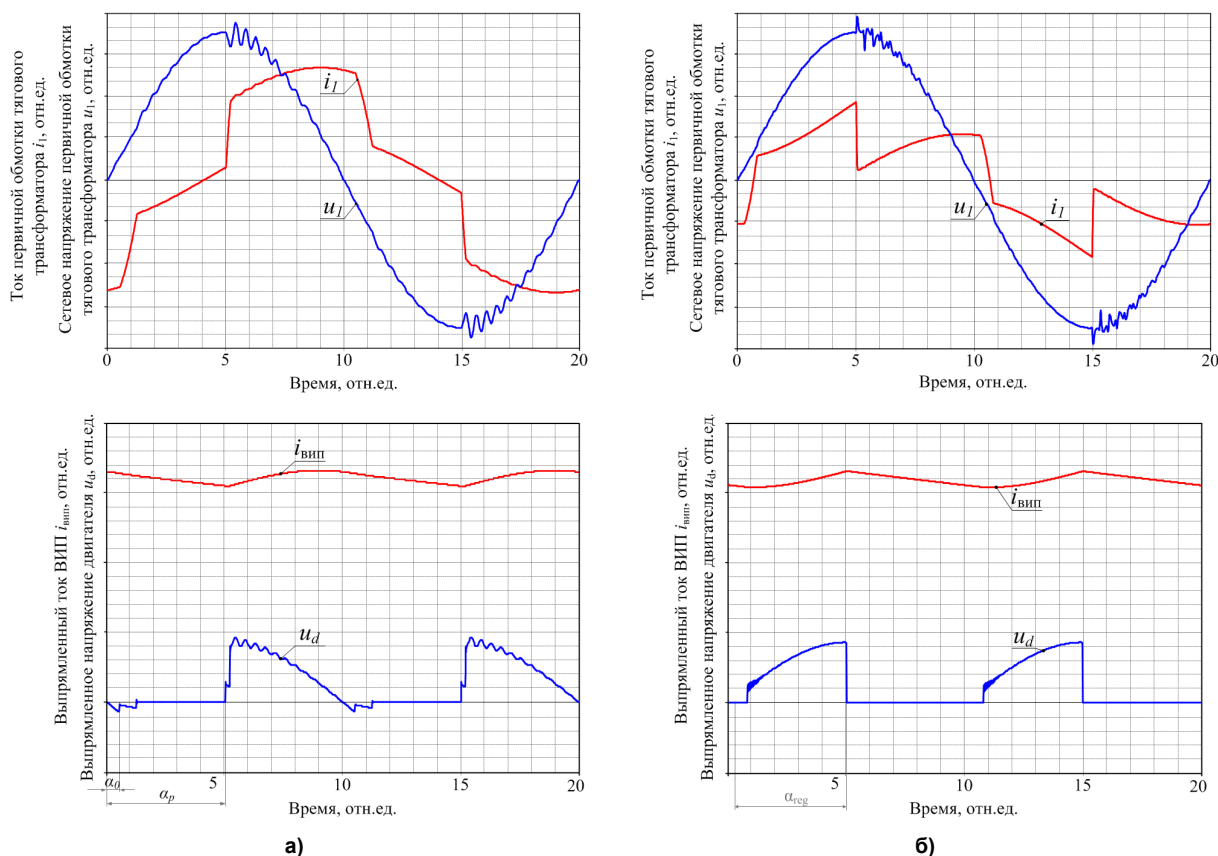 Ток первичной обмотки тягового
трансформатора i₁, отн.ед.
Сетевое напряжение первичной обмотки
тягового трансформатора u₁, отн.ед.
i₁
u₁
0
5
10
15
20
Время, отн.ед.
Ток первичной обмотки тягового
трансформатора i₁, отн.ед.
Сетевое напряжение первичной обмотки
тягового трансформатора u₁, отн.ед.
u₁
i₁
0
5
10
15
20
Время, отн.ед.
Выпрямленный ток ВИП iвип, отн.ед.
Выпрямленное напряжение двигателя ud, отн.ед.
iвип
ud
α₀
αp
5
10
15
20
Время, отн.ед.
а)
Выпрямленный ток ВИП iвип, отн.ед.
Выпрямленное напряжение двигателя ud, отн.ед.
iвип
ud
αreg
5
10
15
20
Время, отн.ед.
б)